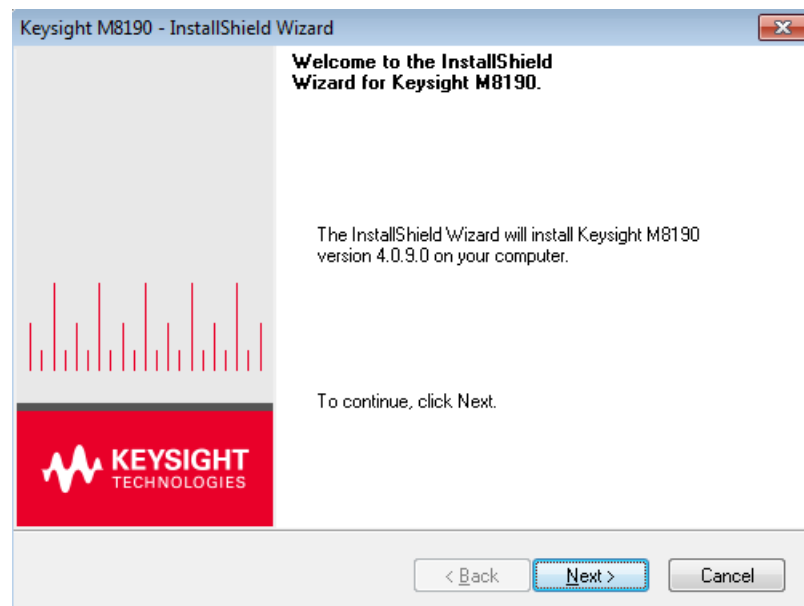 Keysight M8190 - InstallShield Wizard
Welcome to the InstallShield
Wizard for Keysight M8190.
The InstallShield Wizard will install Keysight M8190
version 4.0.9.0 on your computer.
To continue, click Next.
KEYSIGHT
TECHNOLOGIES
< Back
Next >
Cancel